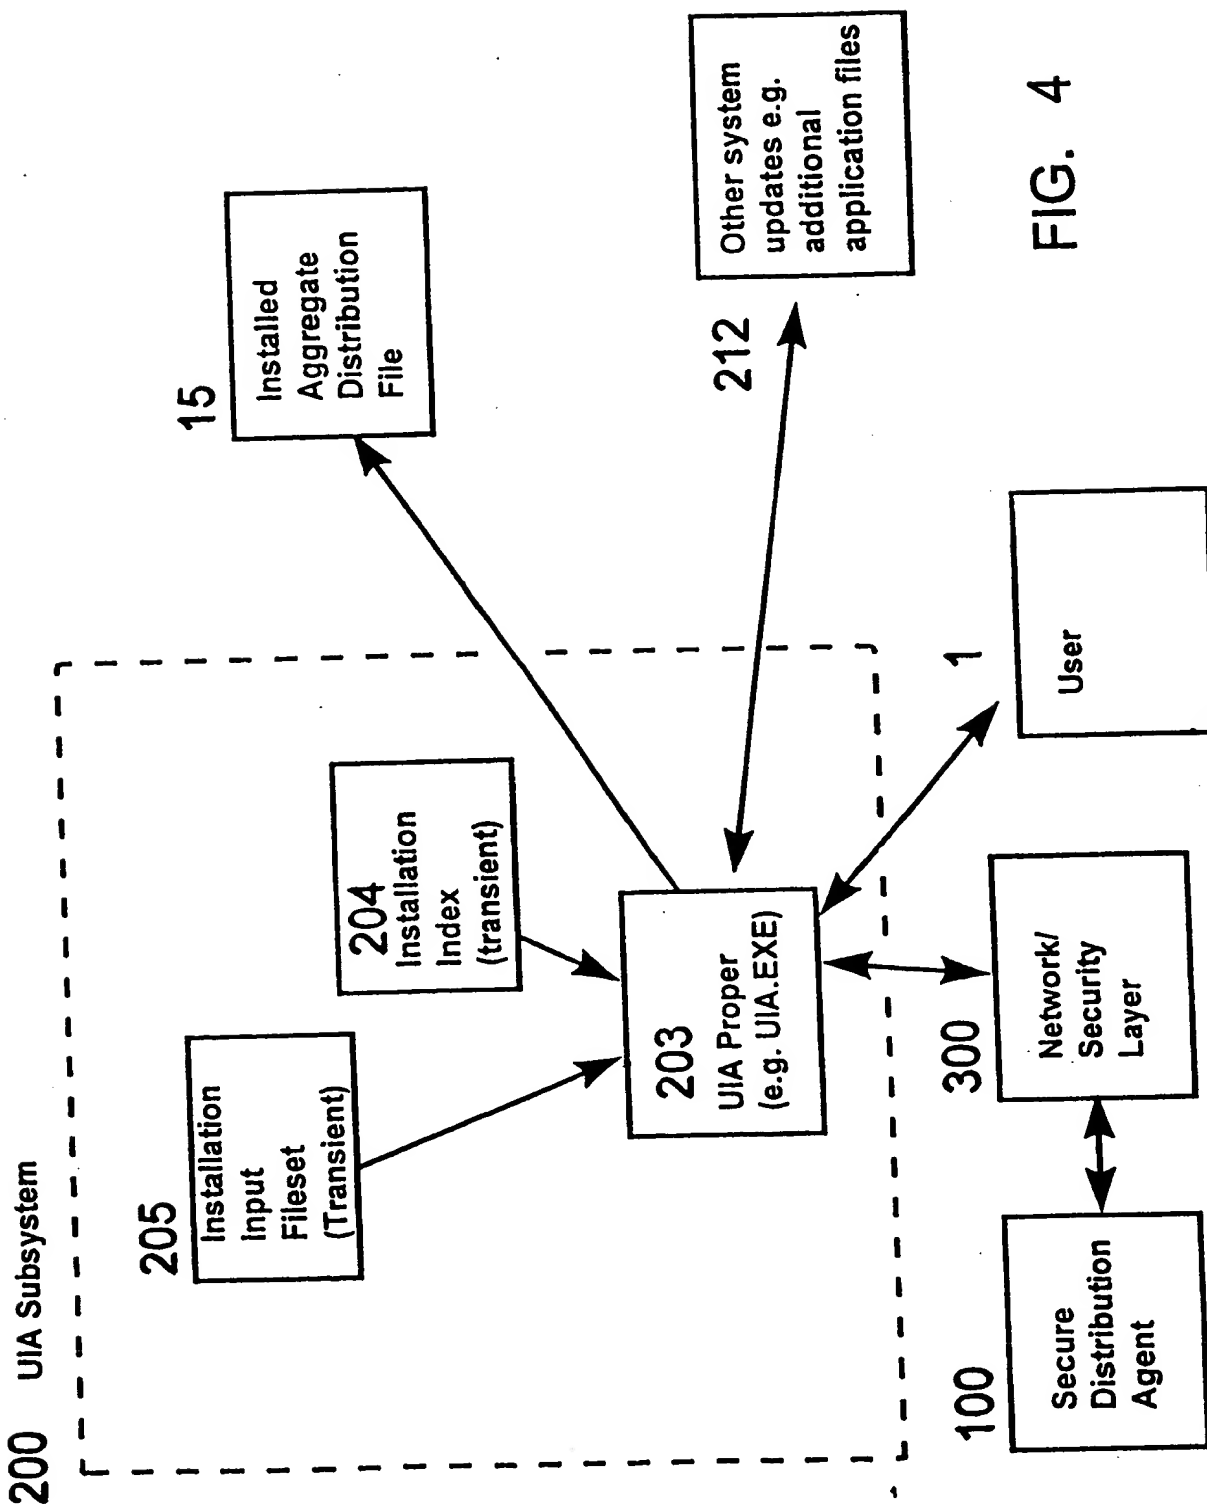 200 UIA Subsystem
205
Installation
Input
Fileset
(Transient)
204
Installation
Index
(transient)
15
Installed
Aggregate
Distribution
File
203
UIA Proper
(e.g. UIA.EXE)
212
Other system
updates e.g.
additional
application files
100
Secure
Distribution
Agent
300
Network/
Security
Layer
1
User
FIG. 4